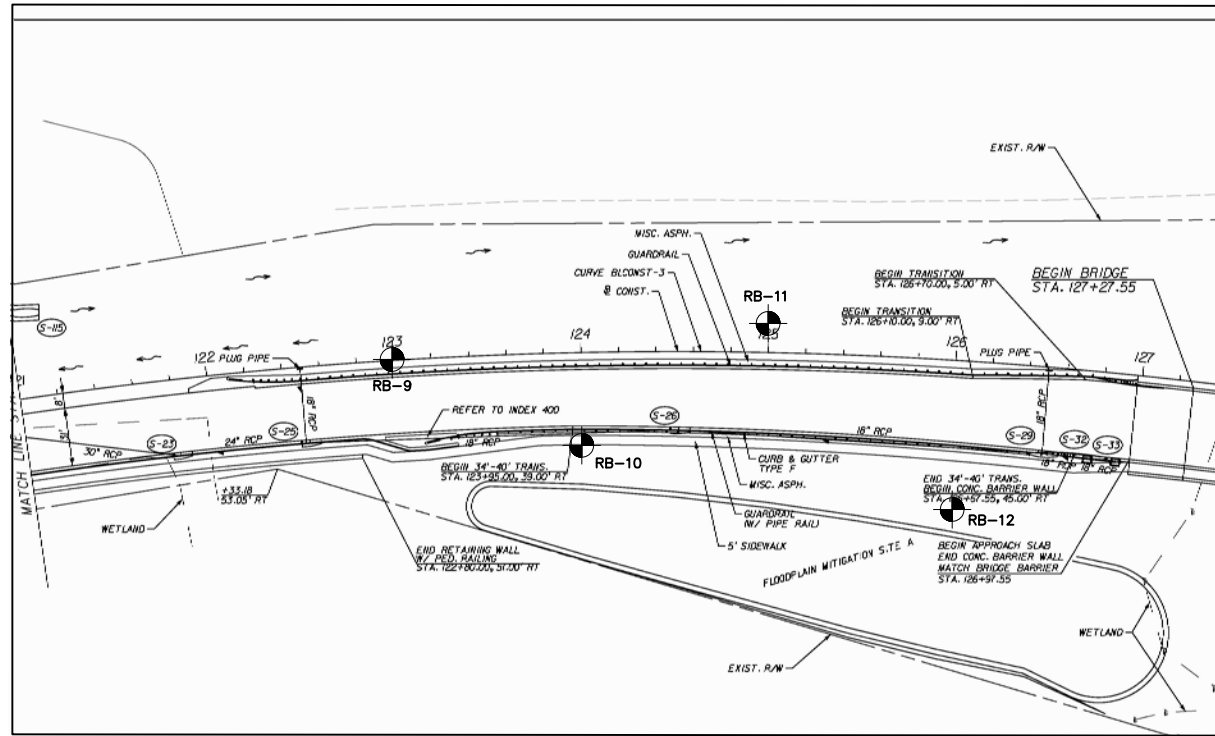 EXIST. R/W
MISC. ASPH.
GUARDRAIL
CURVE BLCONST-3
℄ CONST.
BEGIN TRANSITION
STA. 126+70.00, 5.00' RT
BEGIN BRIDGE
STA. 127+27.55
RB-11
BEGIN TRANSITION
STA. 126+10.00, 9.00' RT
S-115
122
PLUG PIPE
123
124
125
126
PLUG PIPE
127
RB-9
8'
31'
18" RCP
18" RCP
MATCH LINE
REFER TO INDEX 400
S-23
24" RCP
S-25
18" RCP
S-26
18" RCP
S-29
S-32
S-33
30" RCP
RB-10
CURB & GUTTER
TYPE F
18" RCP
18" RCP
BEGIN 34'-40' TRANS.
STA. 123+95.00, 39.00' RT
MISC. ASPH.
END 34'-40' TRANS.
BEGIN CONC. BARRIER WALL
+67.55, 45.00' RT
+33.18
53.05' RT
WETLAND
GUARDRAIL
(W/ PIPE RAIL)
RB-12
5' SIDEWALK
END RETAINING WALL
W/ PED. RAILING
STA. 122+80.00, 51.00' RT
BEGIN APPROACH SLAB
END CONC. BARRIER WALL
MATCH BRIDGE BARRIER
STA. 126+97.55
FLOODPLAIN MITIGATION SITE A
WETLAND
EXIST. R/W